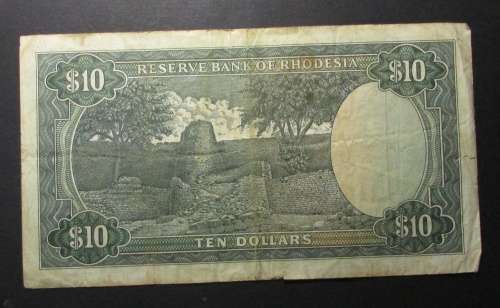 $10 RESERVE BANK OF RHODESIA $10
$10 TEN DOLLARS $10